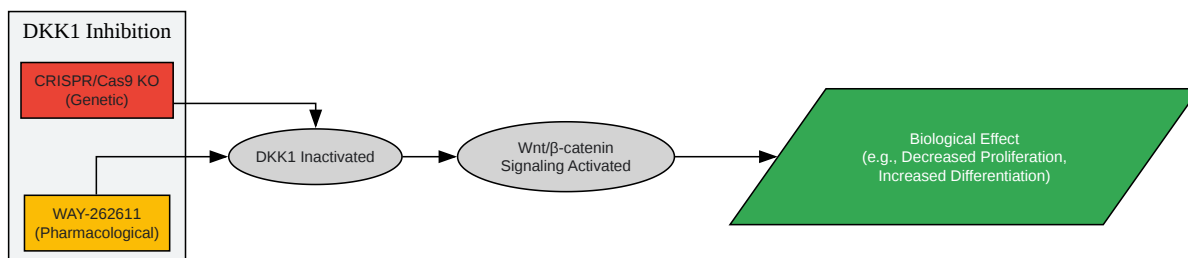 DKK1 Inhibition
CRISPR/Cas9 KO
(Genetic)
WAY-262611
(Pharmacological)
DKK1 Inactivated
Wnt/β-catenin
Signaling Activated
Biological Effect
(e.g., Decreased Proliferation,
Increased Differentiation)